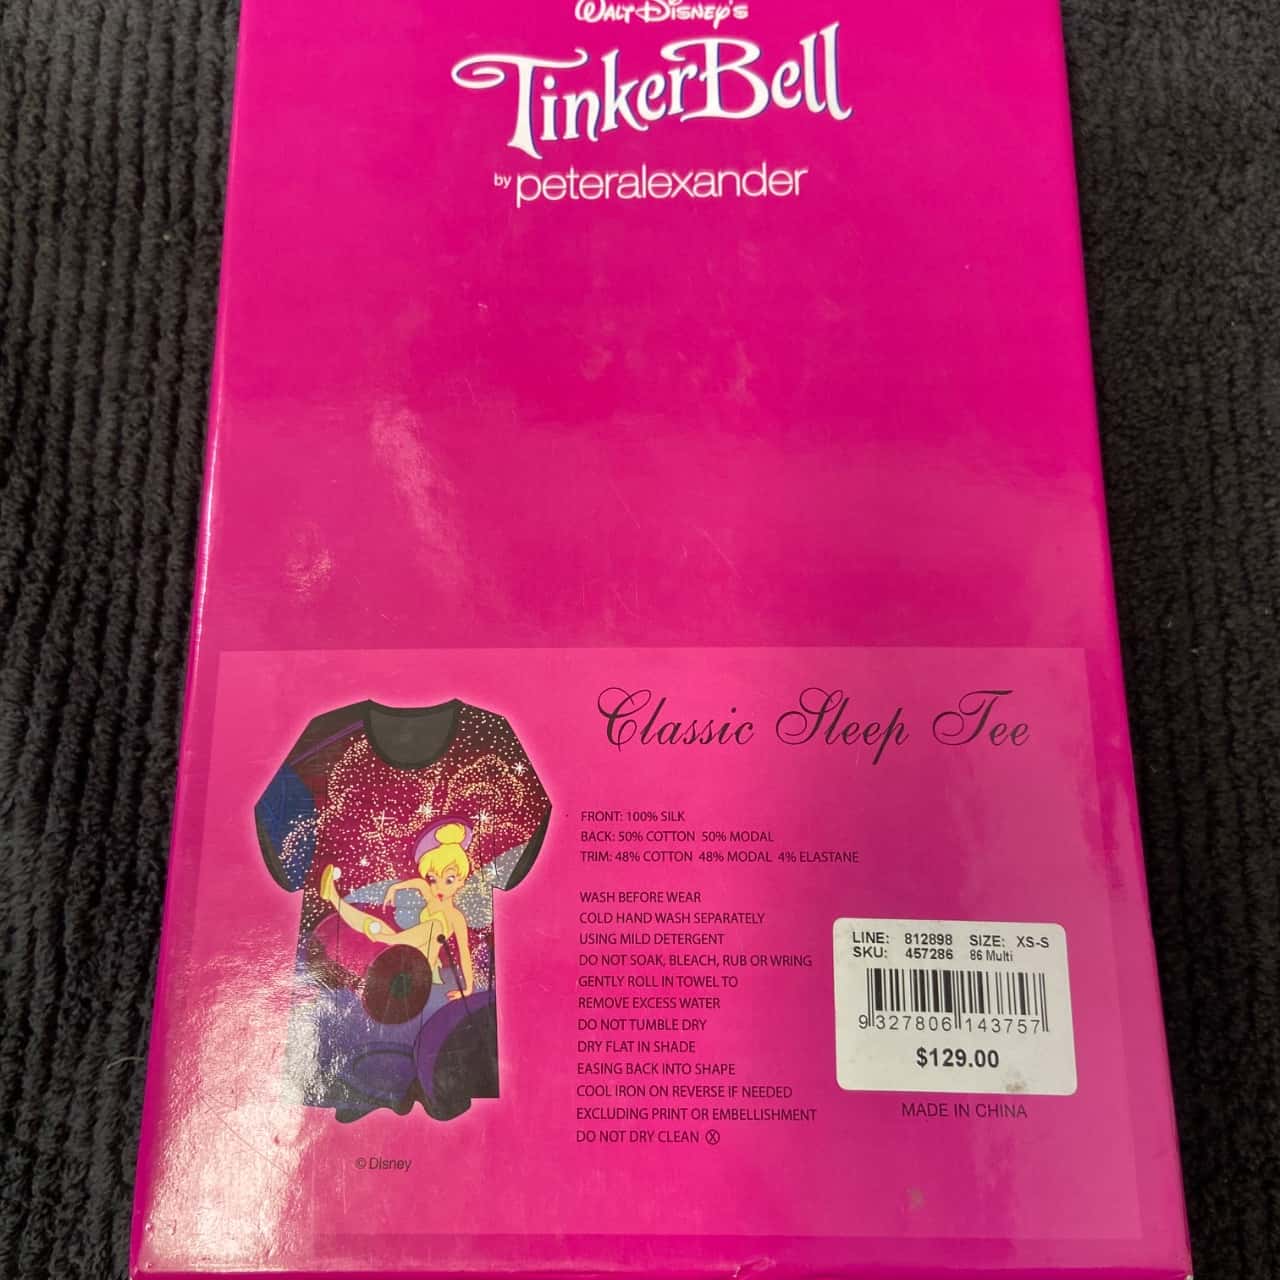 Walt Disney's
TinkerBell
by peteralexander
Classic Sleep Tee
FRONT: 100% SILK
BACK: 50% COTTON 50% MODAL
TRIM: 48% COTTON 48% MODAL 4% ELASTANE
WASH BEFORE WEAR
COLD HAND WASH SEPARATELY
USING MILD DETERGENT
DO NOT SOAK, BLEACH, RUB OR WRING
GENTLY ROLL IN TOWEL TO
REMOVE EXCESS WATER
DO NOT TUMBLE DRY
DRY FLAT IN SHADE
EASING BACK INTO SHAPE
COOL IRON ON REVERSE IF NEEDED
EXCLUDING PRINT OR EMBELLISHMENT
DO NOT DRY CLEAN Ⓧ
LINE: 812898 SIZE: XS-S
SKU: 457286 86 Multi
9 327806 143757
$129.00
MADE IN CHINA
© Disney